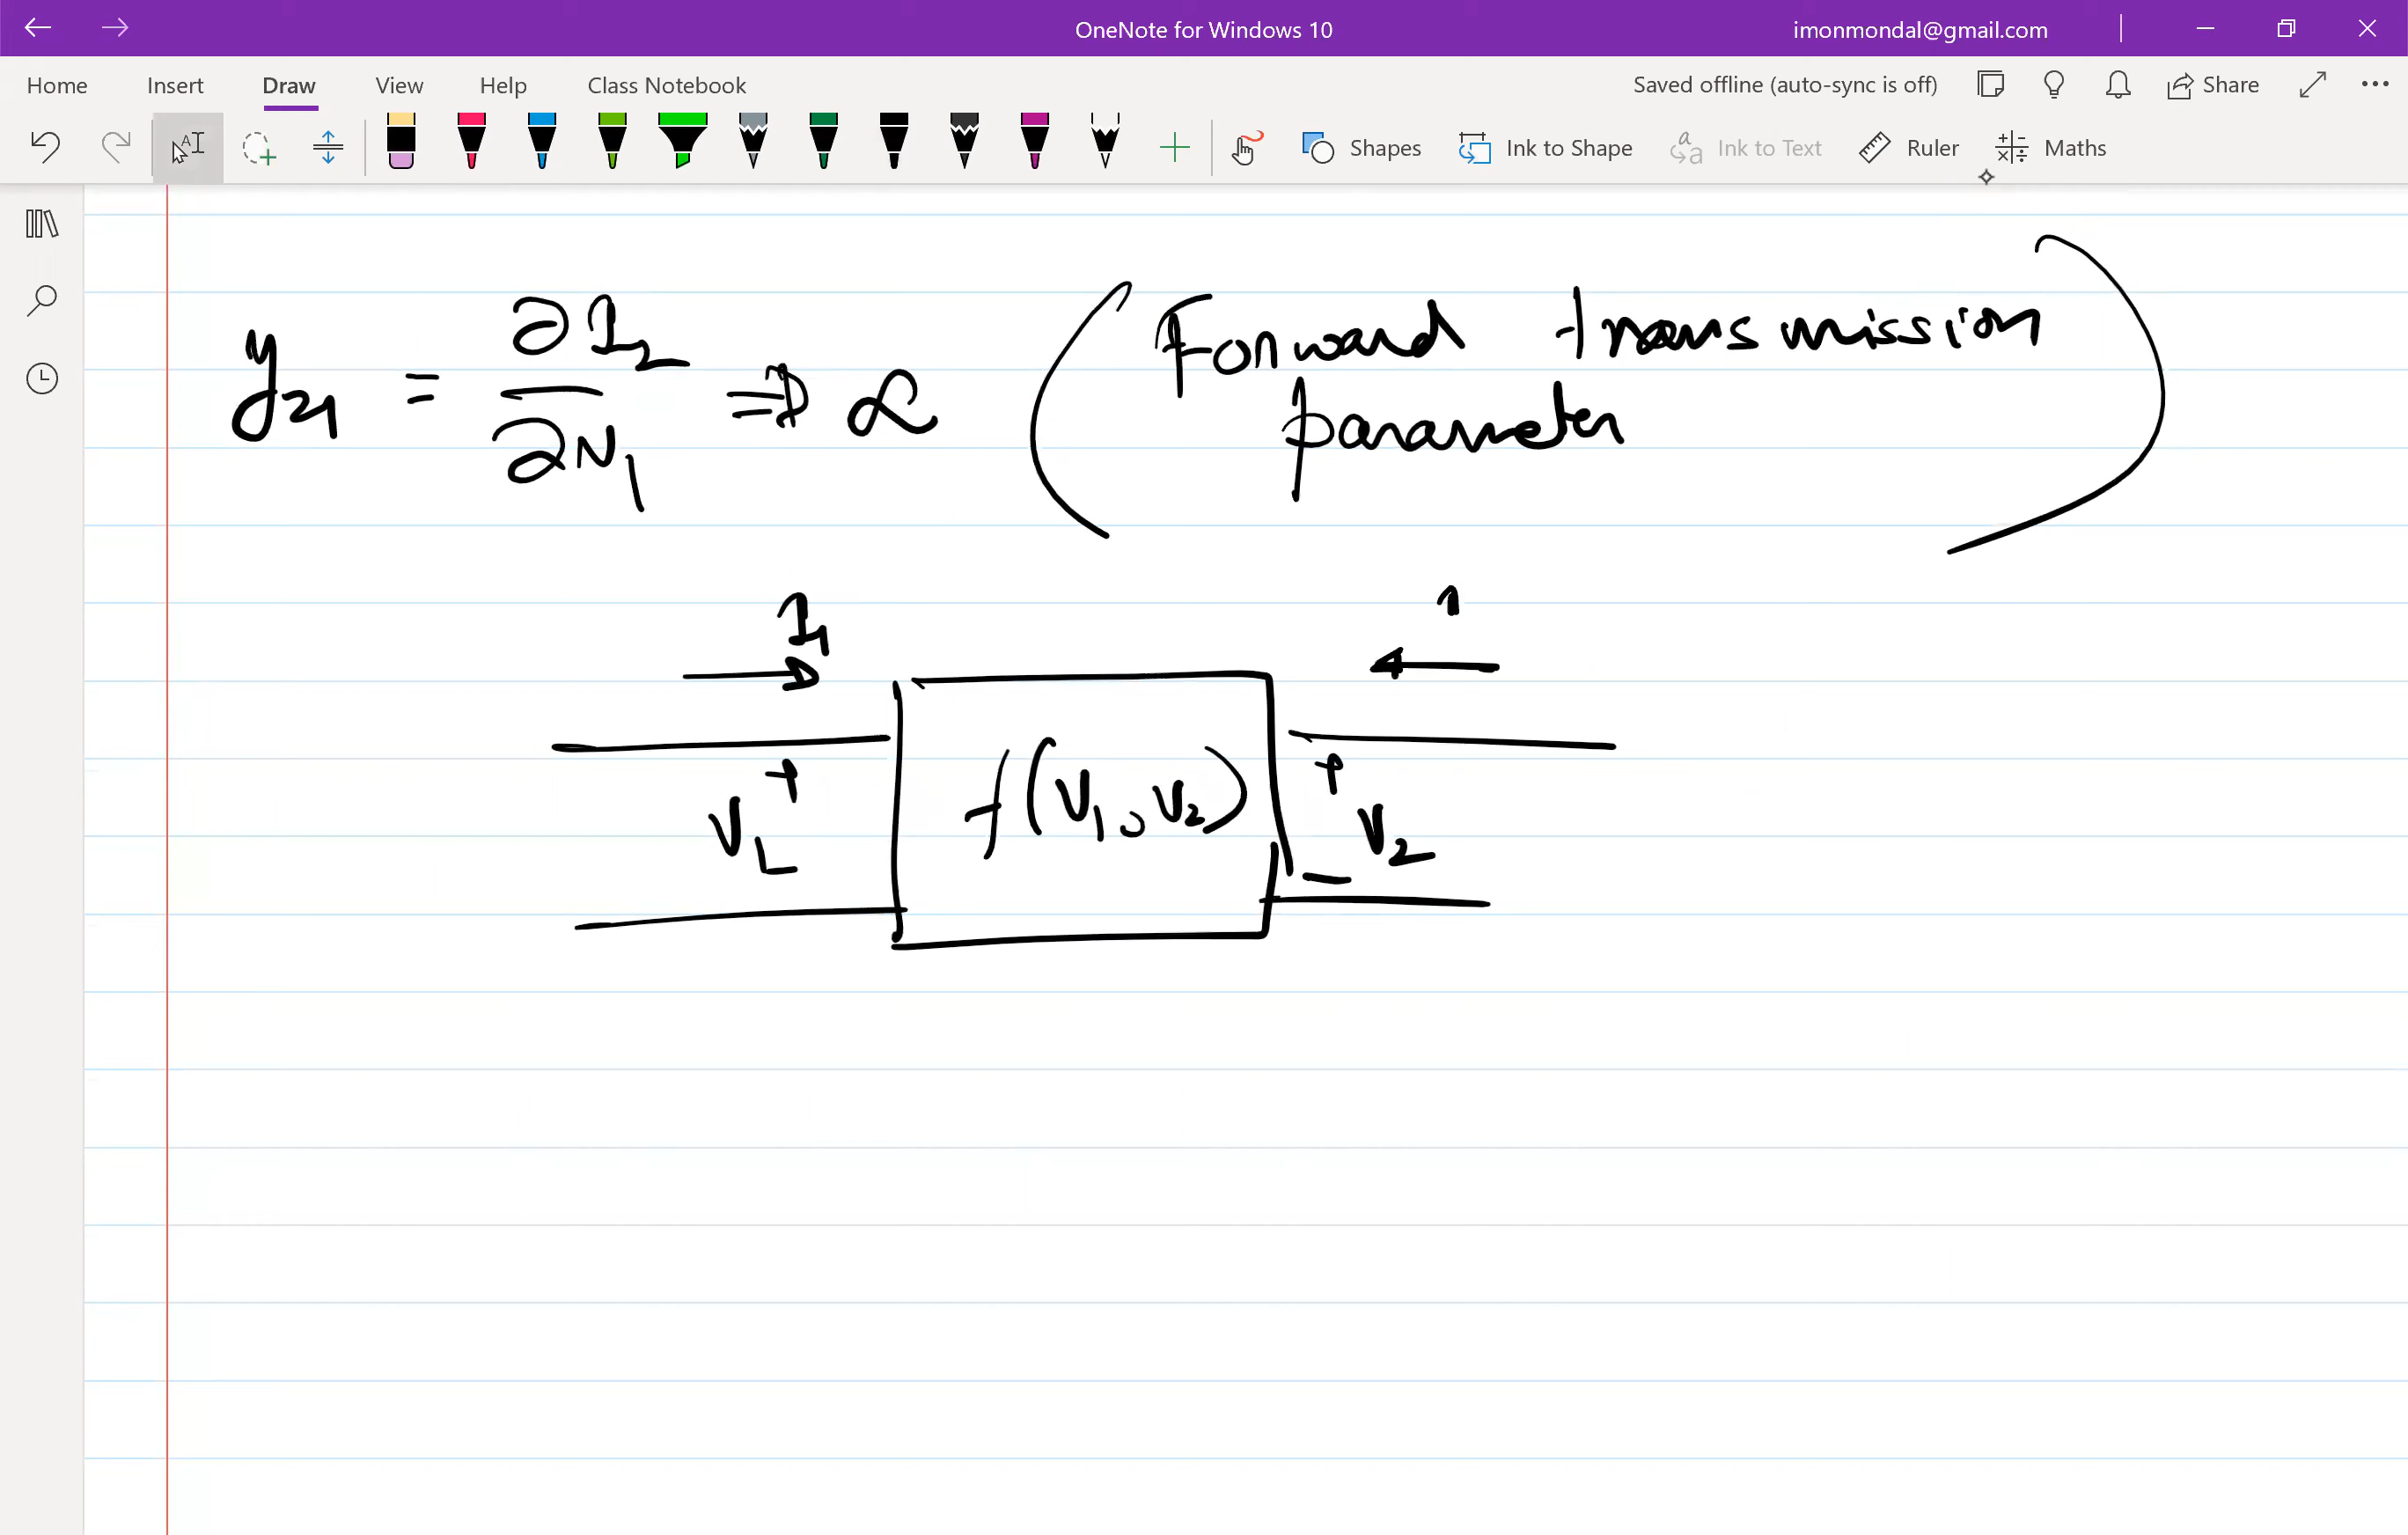 OneNote for Windows 10
imonmondal@gmail.com
Home Insert Draw View Help Class Notebook
Saved offline (auto-sync is off) Share
Shapes Ink to Shape Ink to Text Ruler Maths
y₂₁ = ∂I₂/∂V₁ ⇒ ∝ (Forward transmission
parameter)
I₁
f(V₁, V₂)
V₁ + −
+ − V₂